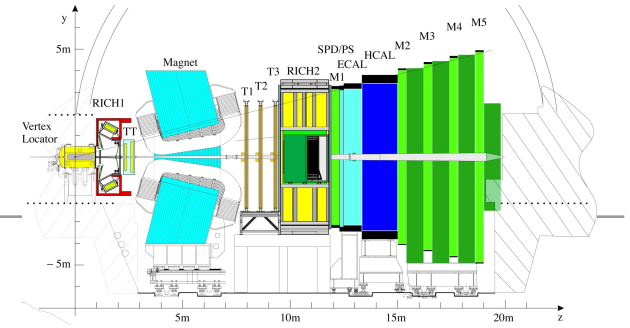 y
5m
−5m
Vertex
Locator
RICH1
TT
Magnet
T1
T2
T3
RICH2
SPD/PS
M1
ECAL
HCAL
M2
M3
M4
M5
5m
10m
15m
20m
z